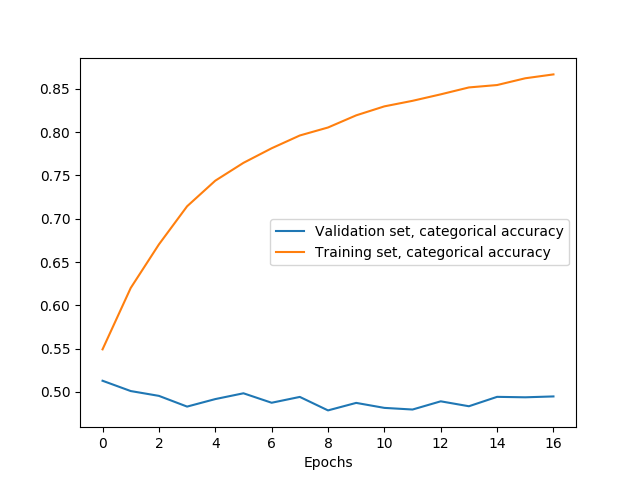 0.85
0.80
0.75
0.70
0.65
0.60
0.55
0.50
Validation set, categorical accuracy
Training set, categorical accuracy
0 2 4 6 8 10 12 14 16
Epochs